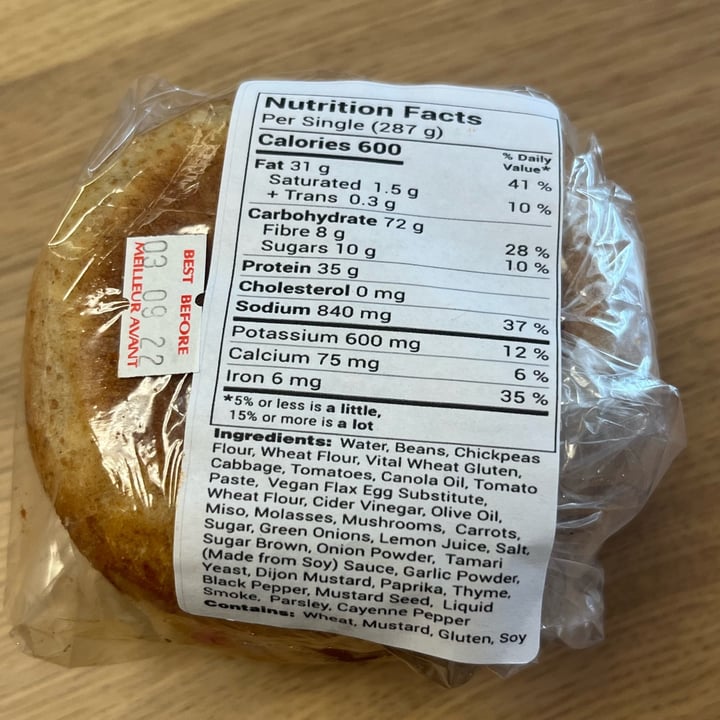 Nutrition Facts
Per Single (287 g)
Calories 600
% Daily
Value*
Fat 31 g 41 %
Saturated 1.5 g
+ Trans 0.3 g 10 %
Carbohydrate 72 g
Fibre 8 g 28 %
Sugars 10 g 10 %
Protein 35 g
Cholesterol 0 mg
Sodium 840 mg 37 %
Potassium 600 mg 12 %
Calcium 75 mg 6 %
Iron 6 mg 35 %
*5% or less is a little,
15% or more is a lot
Ingredients: Water, Beans, Chickpeas
Flour, Wheat Flour, Vital Wheat Gluten,
Cabbage, Tomatoes, Canola Oil, Tomato
Paste, Vegan Flax Egg Substitute,
Wheat Flour, Cider Vinegar, Olive Oil,
Miso, Molasses, Mushrooms, Carrots,
Sugar, Green Onions, Lemon Juice, Salt,
Sugar Brown, Onion Powder, Tamari
(Made from Soy) Sauce, Garlic Powder,
Yeast, Dijon Mustard, Paprika, Thyme,
Black Pepper, Mustard Seed, Liquid
Smoke, Parsley, Cayenne Pepper
Contains: Wheat, Mustard, Gluten, Soy
BEST BEFORE
03 09 22
MEILLEUR AVANT